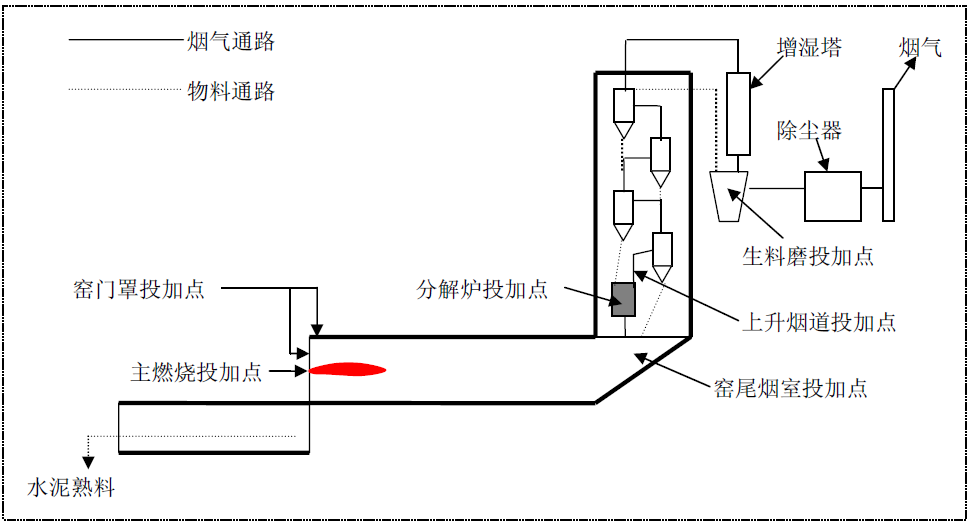 烟气通路
物料通路
增湿塔
烟气
除尘器
生料磨投加点
窑门罩投加点
分解炉投加点
上升烟道投加点
主燃烧投加点
窑尾烟室投加点
水泥熟料